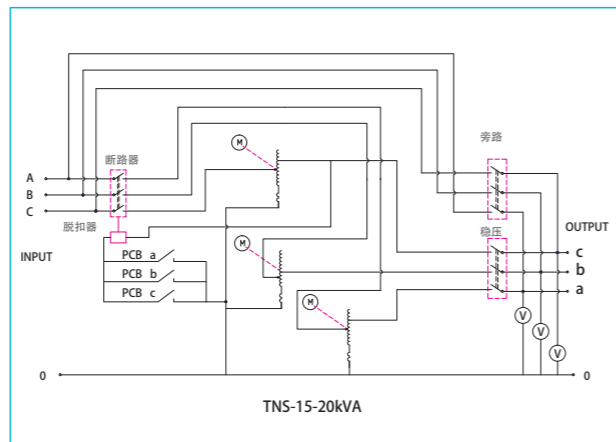 断路器
旁路
A
B
C
M
脱扣器
OUTPUT
稳压
INPUT
PCB a
PCB b
PCB c
M
M
c
b
a
V
V
V
0
0
TNS-15-20kVA